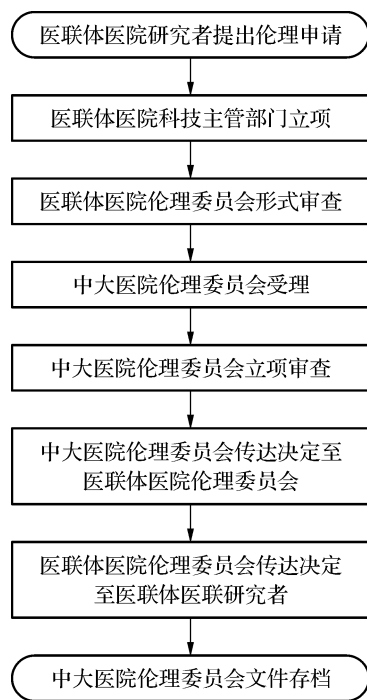 医联体医院研究者提出伦理申请
医联体医院科技主管部门立项
医联体医院伦理委员会形式审查
中大医院伦理委员会受理
中大医院伦理委员会立项审查
中大医院伦理委员会传达决定至
医联体医院伦理委员会
医联体医院伦理委员会传达决定
至医联体医联研究者
中大医院伦理委员会文件存档